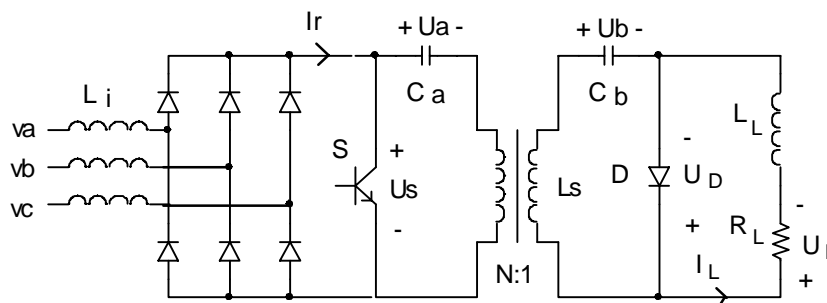 Ir
+ Ua -
+ Ub -
L i
C a
C b
L L
va
vb
vc
S
+
Us
-
Ls
D
-
U D
+
R L
-
U
+
N:1
I L